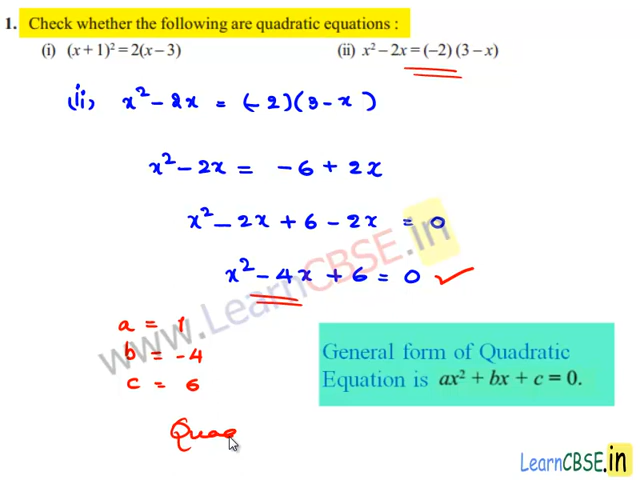 1. Check whether the following are quadratic equations :
(i) (x + 1)² = 2(x – 3) (ii) x² – 2x = (–2) (3 – x)
(ii) x² – 2x = (–2)(3 – x)
x² – 2x = –6 + 2x
x² – 2x + 6 – 2x = 0
x² – 4x + 6 = 0 ✓
www.LearnCBSE.in
a = 1
b = -4
c = 6
General form of Quadratic
Equation is ax² + bx + c = 0.
Quad
LearnCBSE.in